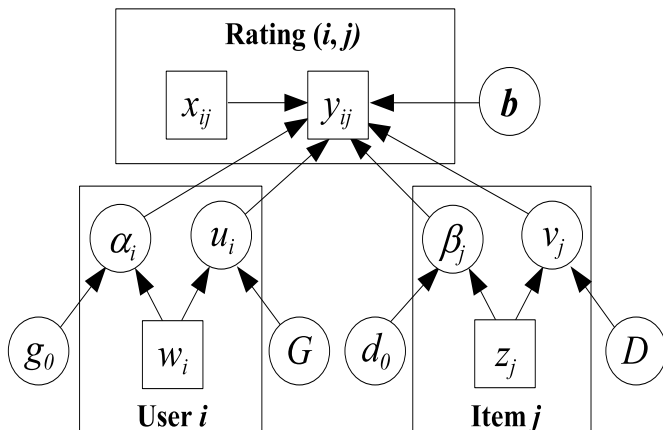 Rating (i, j)
x_ij y_ij b
α_i u_i β_j v_j
g_0 w_i G d_0 z_j D
User i Item j